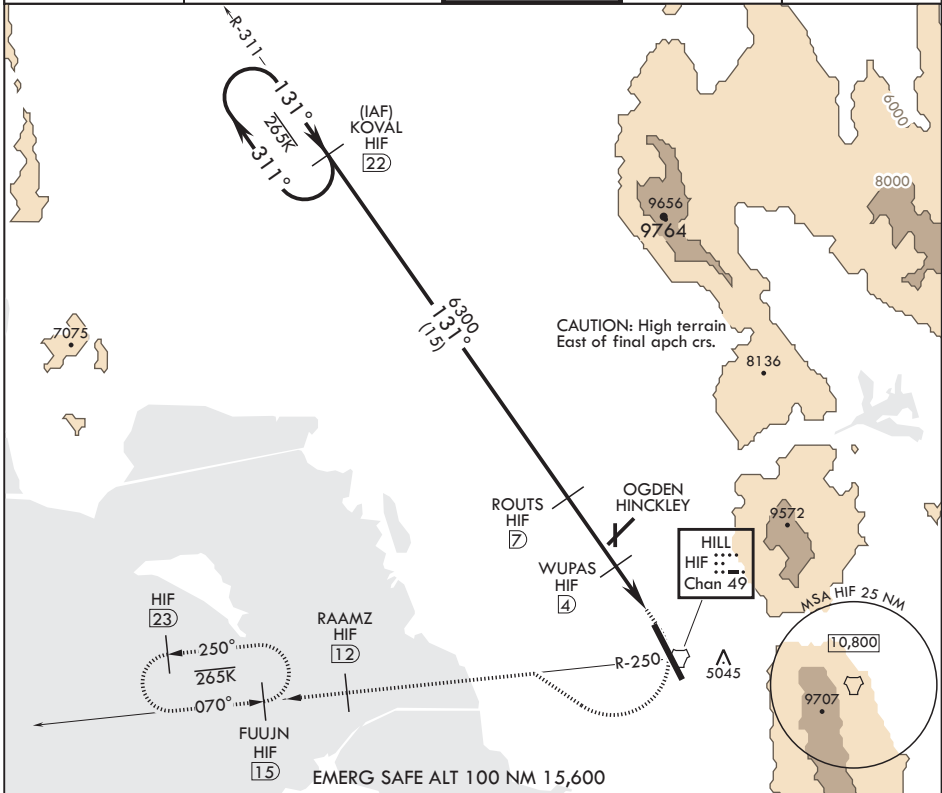 R-311
131°
265K
311°
(IAF)
KOVAL
HIF
22
6000
8000
9656
9764
6300
131°
(15)
CAUTION: High terrain
East of final apch crs.
7075
8136
ROUTS
HIF
7
OGDEN
HINCKLEY
9572
WUPAS
HIF
4
HILL
HIF
Chan 49
MSA HIF 25 NM
10,800
9707
HIF
23
RAAMZ
HIF
12
250°
265K
070°
R-250
5045
FUUJN
HIF
15
EMERG SAFE ALT 100 NM 15,600